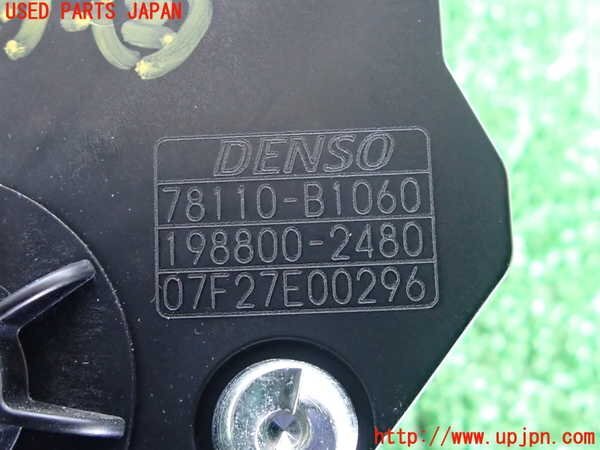 USED PARTS JAPAN
DENSO
78110-B1060
198800-2480
07F27E00296
http://www.upjpn.com